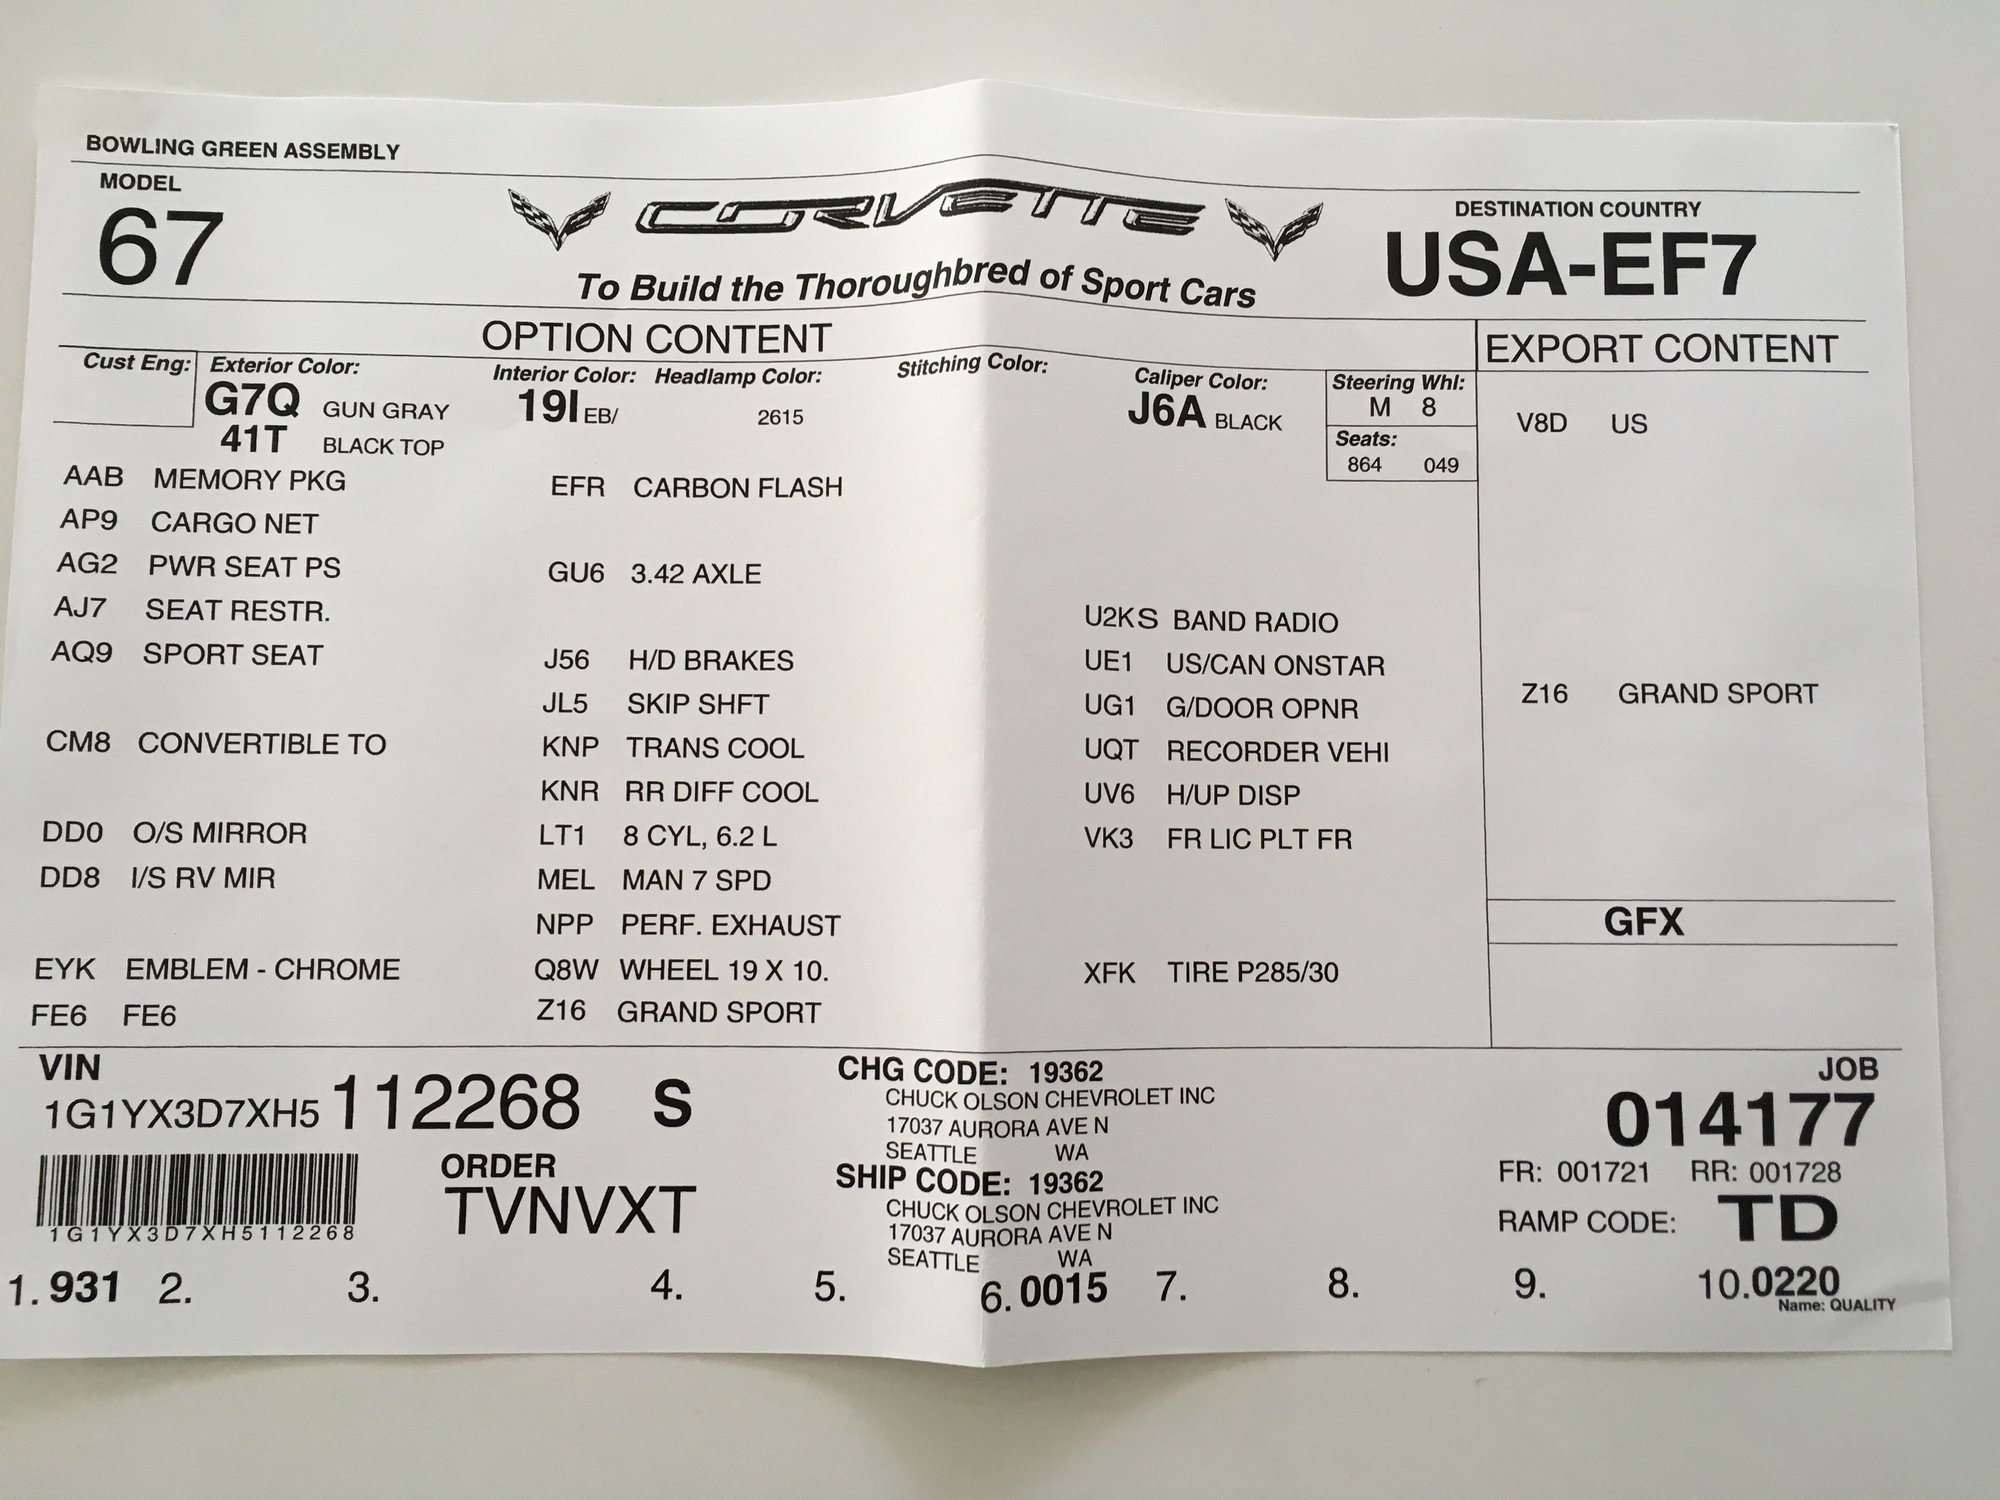 BOWLING GREEN ASSEMBLY
MODEL
67
CORVETTE
To Build the Thoroughbred of Sport Cars
DESTINATION COUNTRY
USA-EF7
OPTION CONTENT
EXPORT CONTENT
Cust Eng: Exterior Color: Interior Color: Headlamp Color: Stitching Color: Caliper Color: Steering Whl:
G7Q GUN GRAY 19I EB/ 2615 J6A BLACK M 8
41T BLACK TOP
Seats:
864 049
V8D US
AAB MEMORY PKG EFR CARBON FLASH
AP9 CARGO NET
AG2 PWR SEAT PS GU6 3.42 AXLE
AJ7 SEAT RESTR. U2KS BAND RADIO
AQ9 SPORT SEAT J56 H/D BRAKES UE1 US/CAN ONSTAR
JL5 SKIP SHFT UG1 G/DOOR OPNR Z16 GRAND SPORT
CM8 CONVERTIBLE TO KNP TRANS COOL UQT RECORDER VEHI
KNR RR DIFF COOL UV6 H/UP DISP
DD0 O/S MIRROR LT1 8 CYL, 6.2 L VK3 FR LIC PLT FR
DD8 I/S RV MIR MEL MAN 7 SPD
NPP PERF. EXHAUST GFX
EYK EMBLEM - CHROME Q8W WHEEL 19 X 10. XFK TIRE P285/30
FE6 FE6 Z16 GRAND SPORT
VIN
1G1YX3D7XH5112268 S
1G1YX3D7XH5112268
ORDER
TVNVXT
CHG CODE: 19362
CHUCK OLSON CHEVROLET INC
17037 AURORA AVE N
SEATTLE WA
SHIP CODE: 19362
CHUCK OLSON CHEVROLET INC
17037 AURORA AVE N
SEATTLE WA
JOB
014177
FR: 001721 RR: 001728
RAMP CODE: TD
1. 931 2. 3. 4. 5. 6. 0015 7. 8. 9. 10.0220
Name: QUALITY